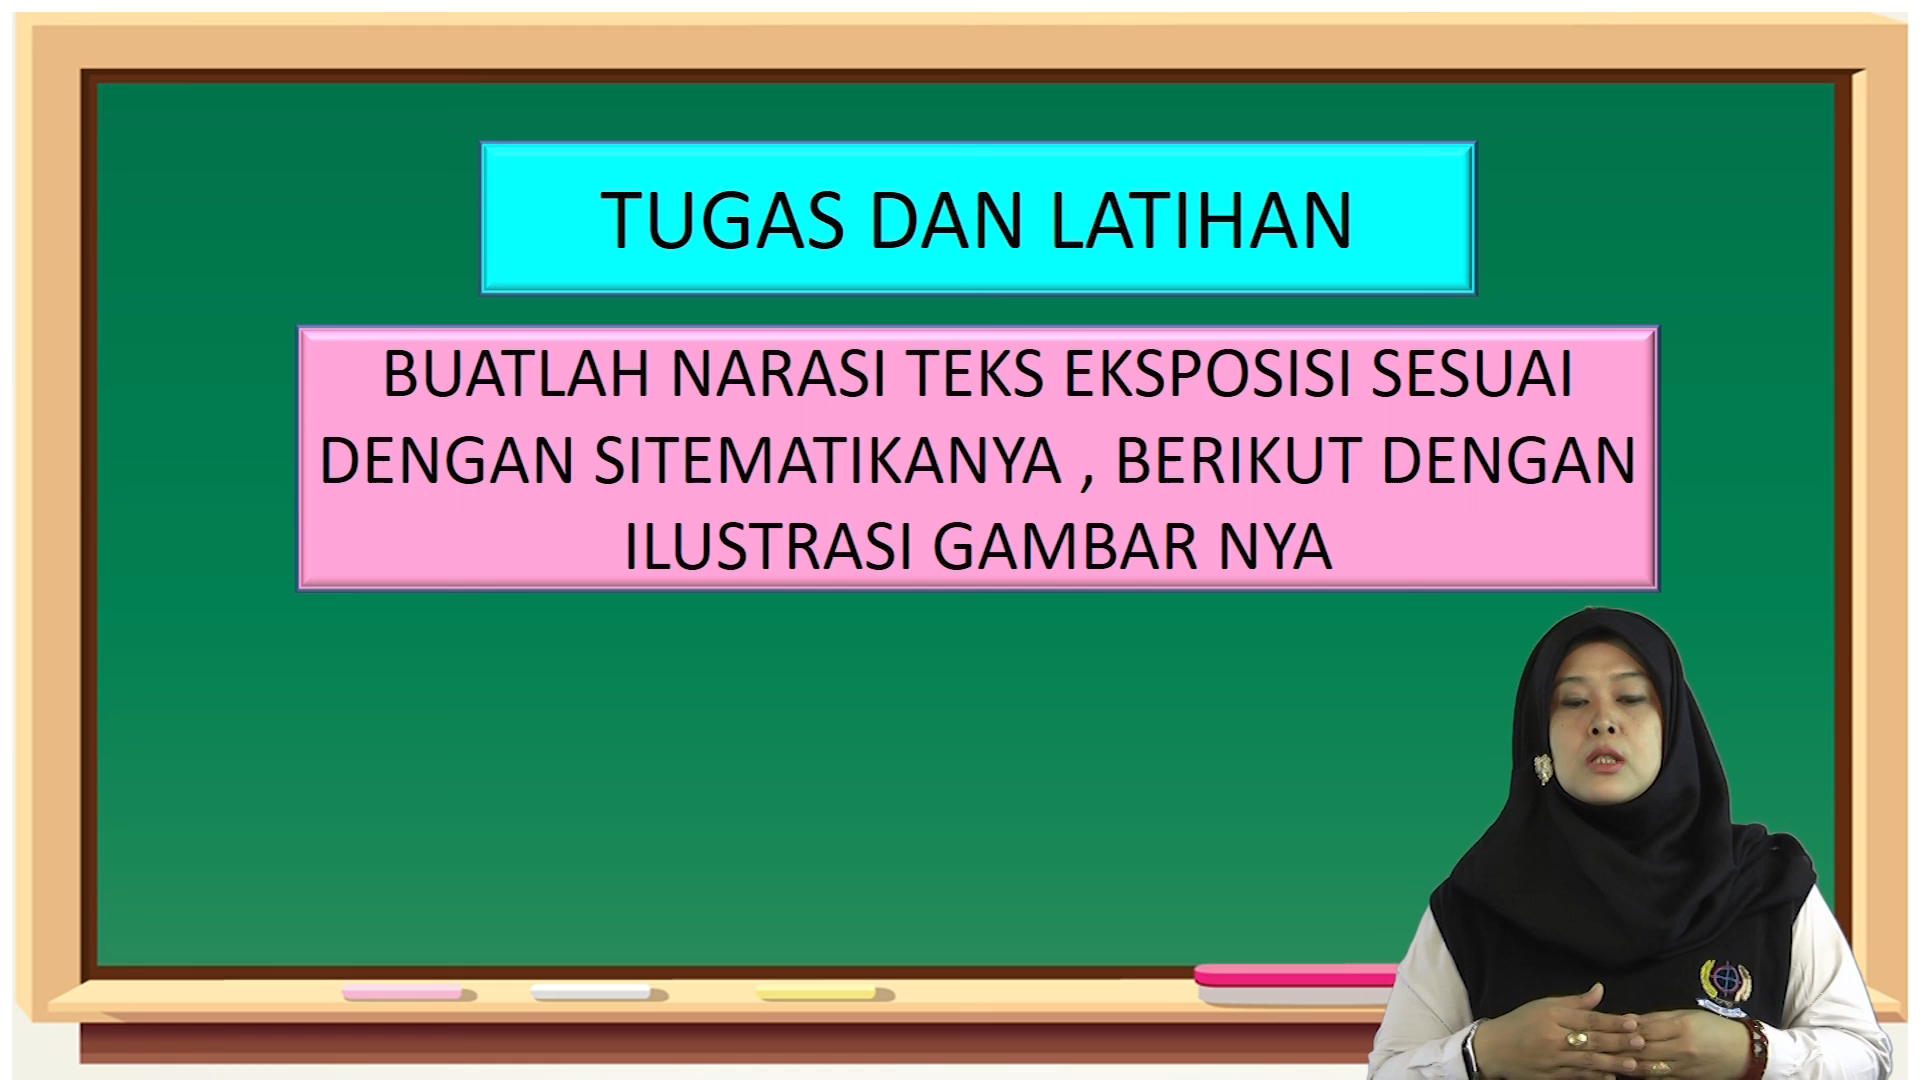 TUGAS DAN LATIHAN
BUATLAH NARASI TEKS EKSPOSISI SESUAI
DENGAN SITEMATIKANYA , BERIKUT DENGAN
ILUSTRASI GAMBAR NYA